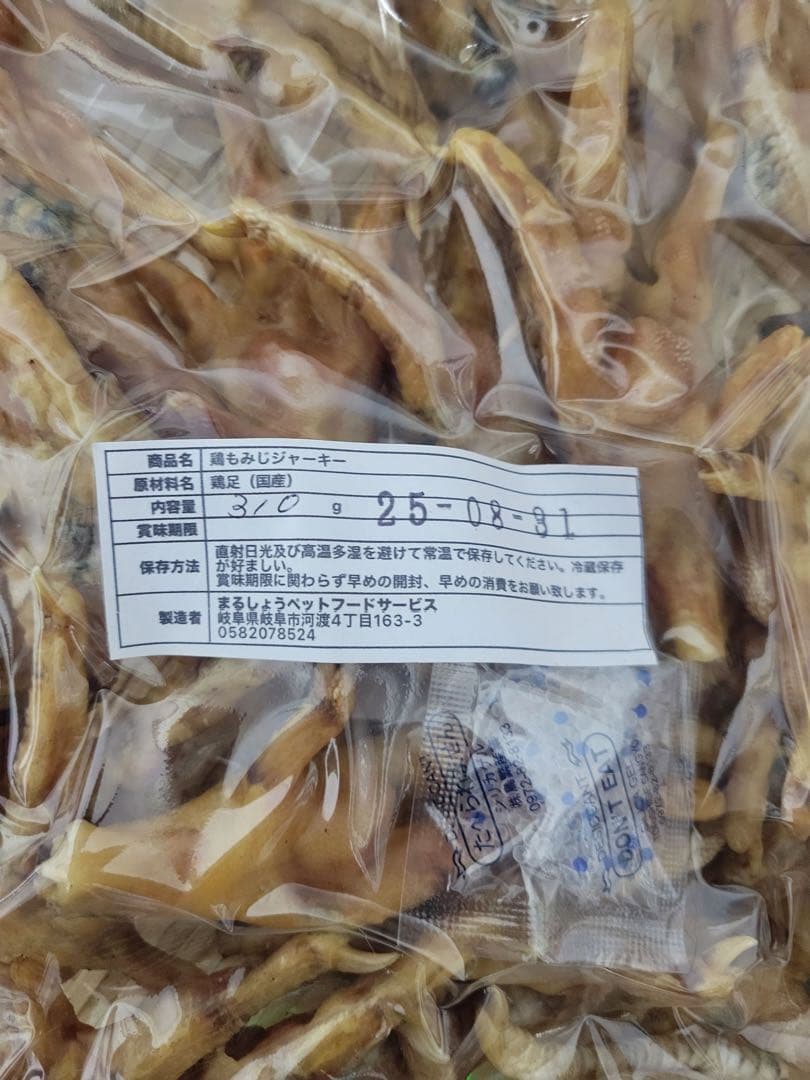 商品名 鶏もみじジャーキー
原材料名 鶏足（国産）
内容量 310 g
賞味期限 25-08-31
保存方法 直射日光及び高温多湿を避けて常温で保存してください。冷蔵保存
が好ましい。
賞味期限に関わらず早めの開封、早めの消費をお願い致します。
製造者 まるしょうペットフードサービス
岐阜県岐阜市河渡4丁目163-3
0582078524
シリカゲル
DESICCANT
DON'T EAT